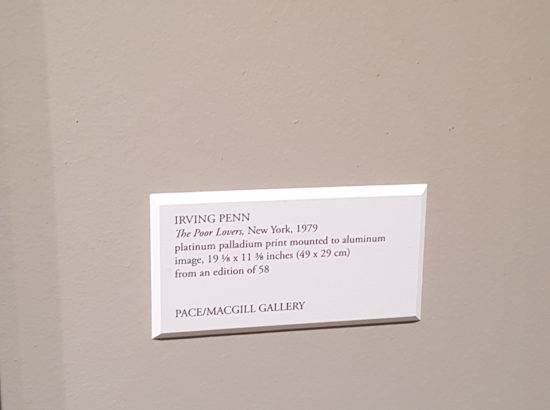 IRVING PENN
The Poor Lovers, New York, 1979
platinum palladium print mounted to aluminum
image, 19 ⅛ x 11 ⅜ inches (49 x 29 cm)
from an edition of 58
PACE/MACGILL GALLERY